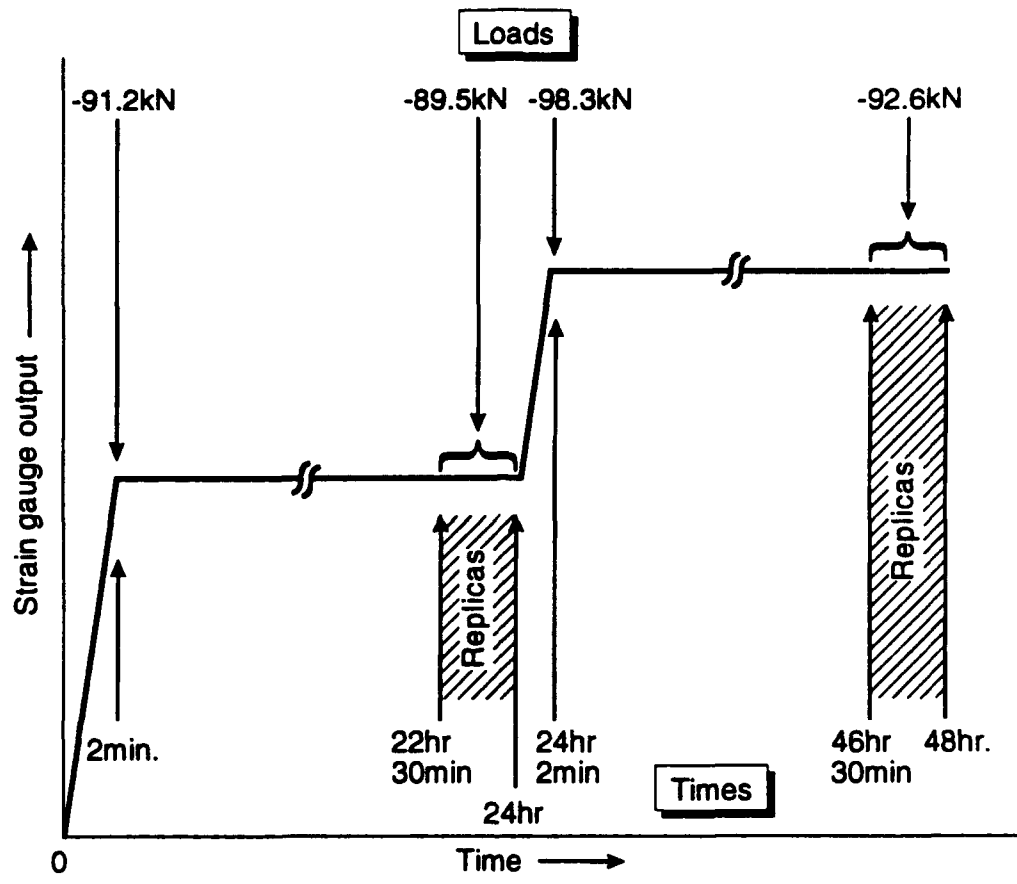 Loads
-91.2kN
-89.5kN
-98.3kN
-92.6kN
Strain gauge output
Replicas
Replicas
2min.
22hr
30min
24hr
24hr
2min
46hr
30min
48hr.
Times
0
Time